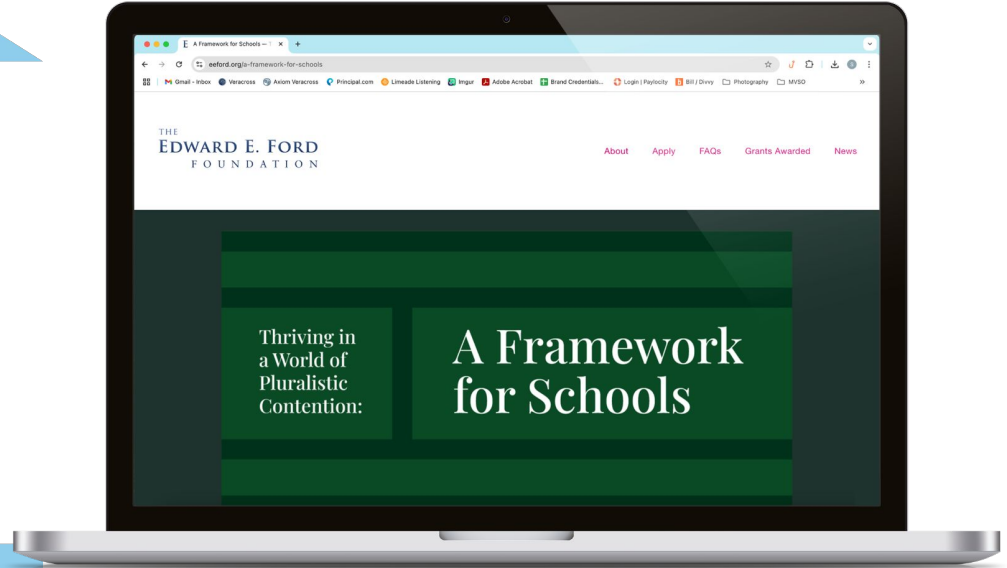 E A Framework for Schools — T
eeford.org/a-framework-for-schools
Gmail - Inbox Veracross Axiom Veracross Principal.com Limeade Listening Imgur Adobe Acrobat Brand Credentials... Login | Paylocity Bill / Divvy Photography MVSO »
THE
EDWARD E. FORD
FOUNDATION
About Apply FAQs Grants Awarded News
Thriving in
a World of
Pluralistic
Contention:
A Framework
for Schools